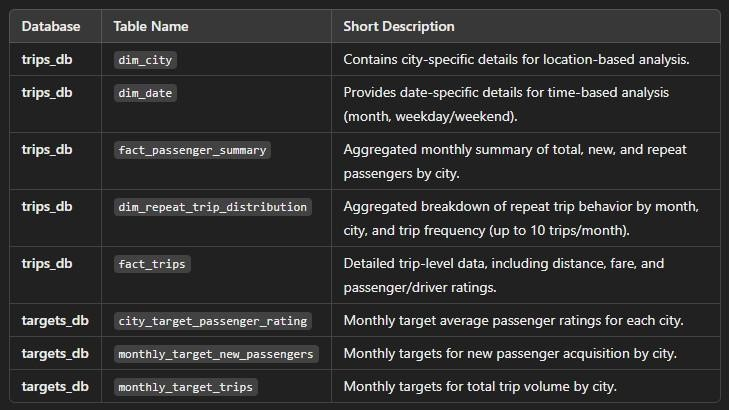 Database Table Name Short Description
trips_db dim_city Contains city-specific details for location-based analysis.
trips_db dim_date Provides date-specific details for time-based analysis
(month, weekday/weekend).
trips_db fact_passenger_summary Aggregated monthly summary of total, new, and repeat
passengers by city.
trips_db dim_repeat_trip_distribution Aggregated breakdown of repeat trip behavior by month,
city, and trip frequency (up to 10 trips/month).
trips_db fact_trips Detailed trip-level data, including distance, fare, and
passenger/driver ratings.
targets_db city_target_passenger_rating Monthly target average passenger ratings for each city.
targets_db monthly_target_new_passengers Monthly targets for new passenger acquisition by city.
targets_db monthly_target_trips Monthly targets for total trip volume by city.